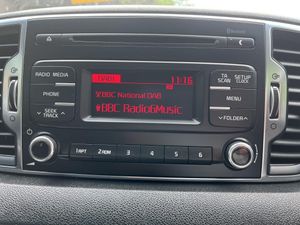 Bluetooth
RADIO MEDIA
DAB1
11:16
TA SCAN
SETUP CLOCK
PHONE
BBC National DAB
MENU
SEEK TRACK
BBC Radio6Music
FOLDER
1 RPT
2 RDM
3
4
5
6